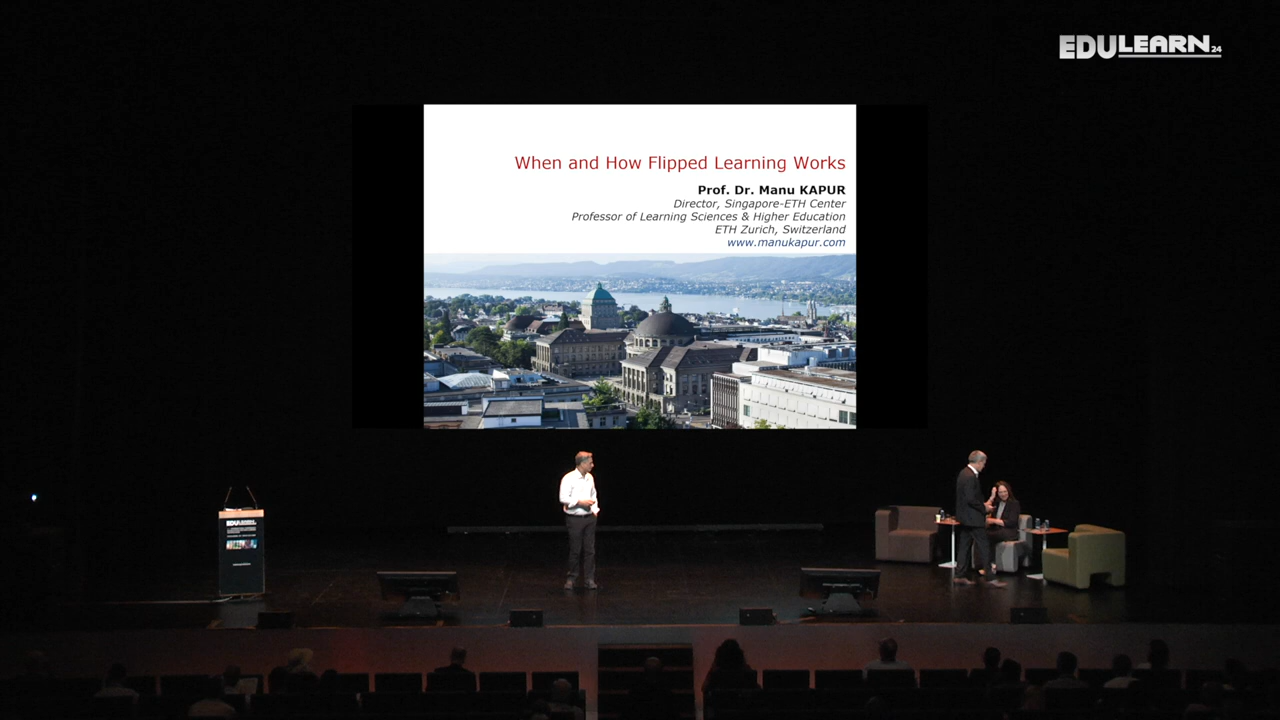 EDULEARN24
When and How Flipped Learning Works
Prof. Dr. Manu KAPUR
Director, Singapore-ETH Center
Professor of Learning Sciences & Higher Education
ETH Zurich, Switzerland
www.manukapur.com
EDU